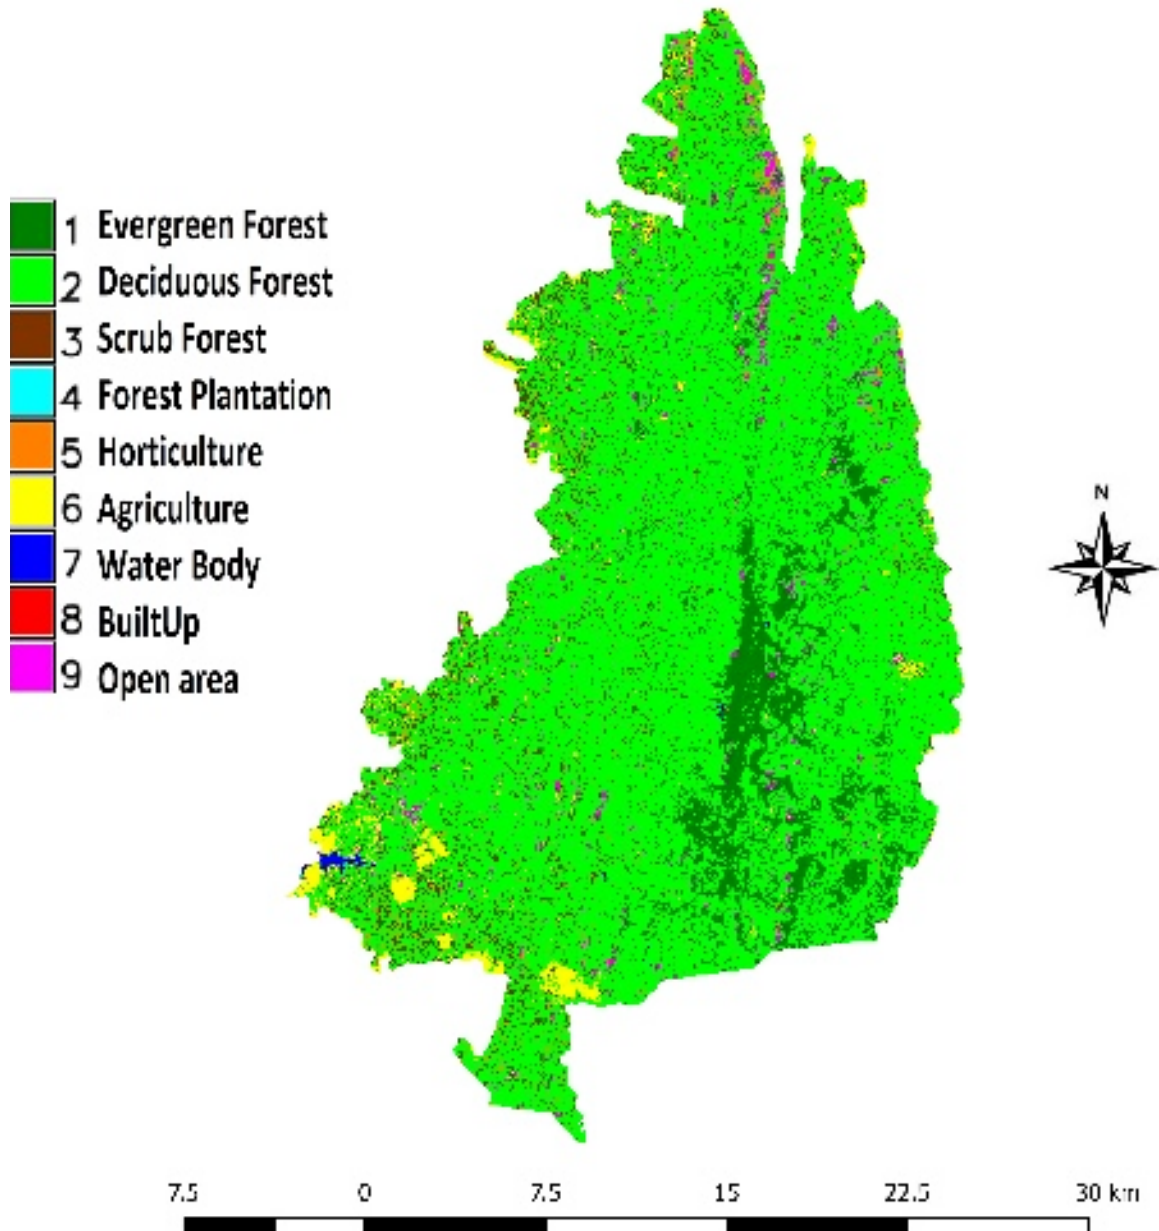 1 Evergreen Forest
2 Deciduous Forest
3 Scrub Forest
4 Forest Plantation
5 Horticulture
6 Agriculture
7 Water Body
8 BuiltUp
9 Open area
N
7.5 0 7.5 15 22.5 30 km